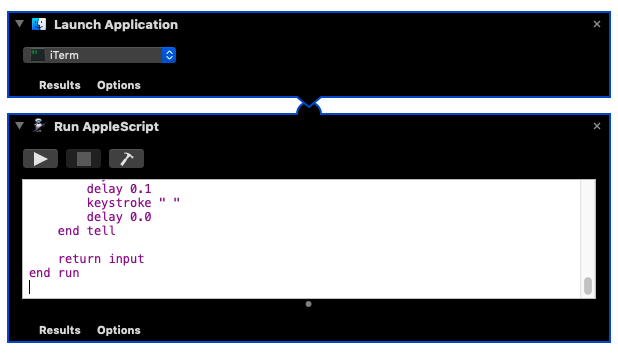 Launch Application
iTerm
Results Options
Run AppleScript
delay 0.1
keystroke " "
delay 0.0
end tell
return input
end run
Results Options